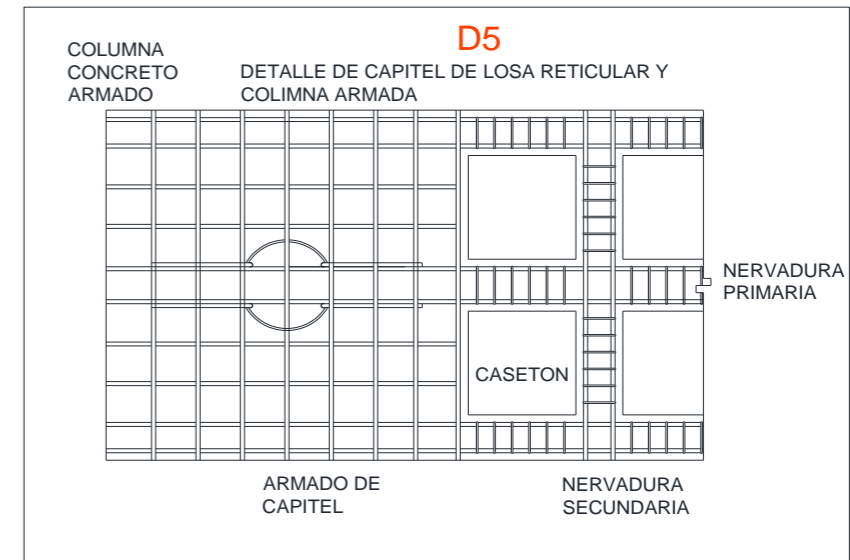 D5
COLUMNA
CONCRETO
ARMADO
DETALLE DE CAPITEL DE LOSA RETICULAR Y
COLIMNA ARMADA
NERVADURA
PRIMARIA
CASETON
ARMADO DE
CAPITEL
NERVADURA
SECUNDARIA